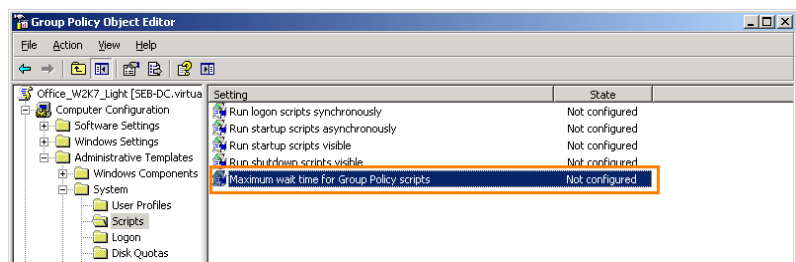 Group Policy Object Editor
File Action View Help
Office_W2K7_Light [SEB-DC.virtua
Computer Configuration
Software Settings
Windows Settings
Administrative Templates
Windows Components
System
User Profiles
Scripts
Logon
Disk Quotas
Setting State
Run logon scripts synchronously Not configured
Run startup scripts asynchronously Not configured
Run startup scripts visible Not configured
Run shutdown scripts visible Not configured
Maximum wait time for Group Policy scripts Not configured